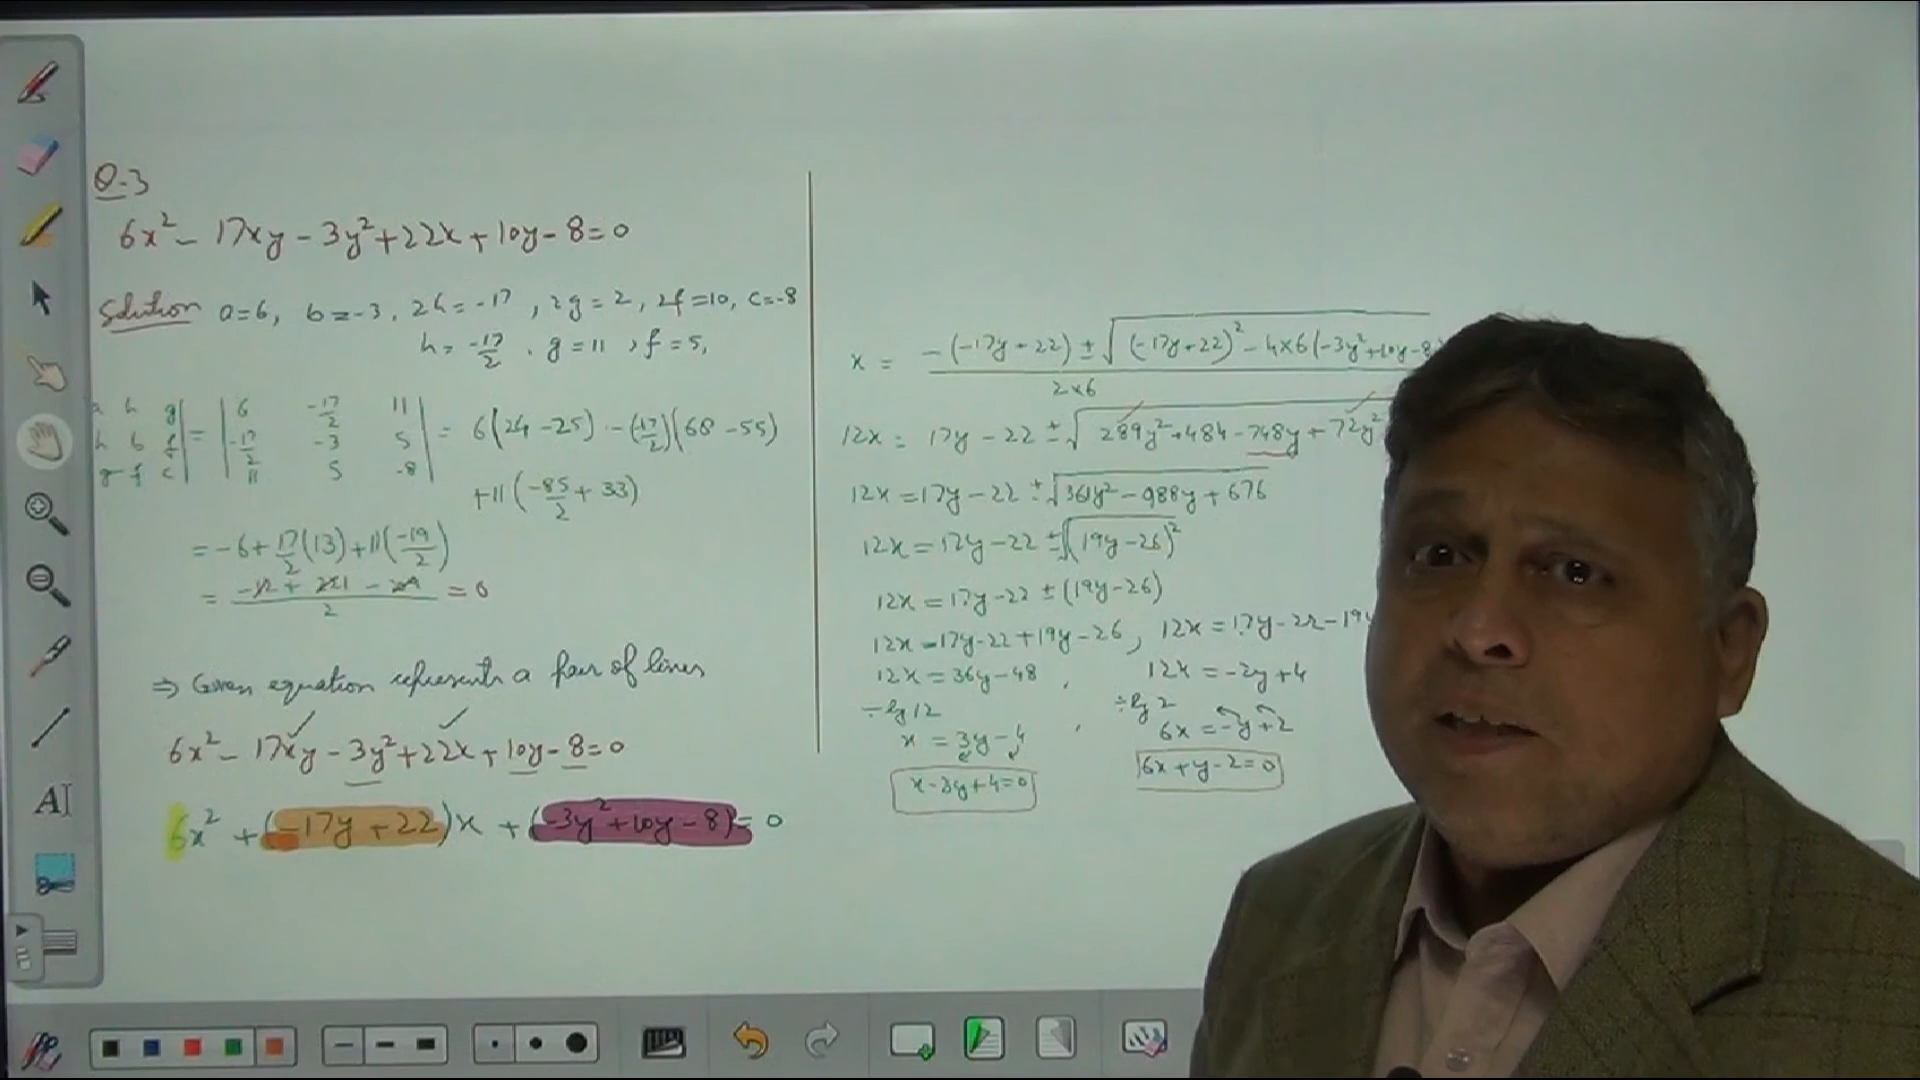 Q-3
6x² - 17xy - 3y² + 22x + 10y - 8 = 0
Solution a=6, b=-3, 2h=-17, 2g=2, 2f=10, c=-8
h=-17/2, g=11, f=5,
|a h g; h b f; g f c| = |6 -17/2 11; -17/2 -3 5; 11 5 -8| = 6(24-25) - (-17/2)(68-55)
+11(-85/2 + 33)
= -6 + 17/2(13) + 11(-19/2)
= (-12 + 221 - 209)/2 = 0
⇒ Given equation represents a pair of lines
6x² - 17xy - 3y² + 22x + 10y - 8 = 0
6x² + (-17y + 22)x + (-3y² + 10y - 8) = 0
x = (-(-17y+22) ± √((-17y+22)² - 4×6(-3y²+10y-8)/(2×6)
12x = 17y - 22 ± √(289y² + 484 - 748y + 72y²
12x = 17y - 22 ± √(361y² - 988y + 676)
12x = 17y - 22 ± √(19y-26)²
12x = 17y - 22 ± (19y-26)
12x = 17y-22+19y-26, 12x = 17y-22-19y
12x = 36y-48, 12x = -2y+4
÷ by 12, ÷ by 2
x = 3y-4, 6x = -y+2
x-3y+4=0 6x+y-2=0
A